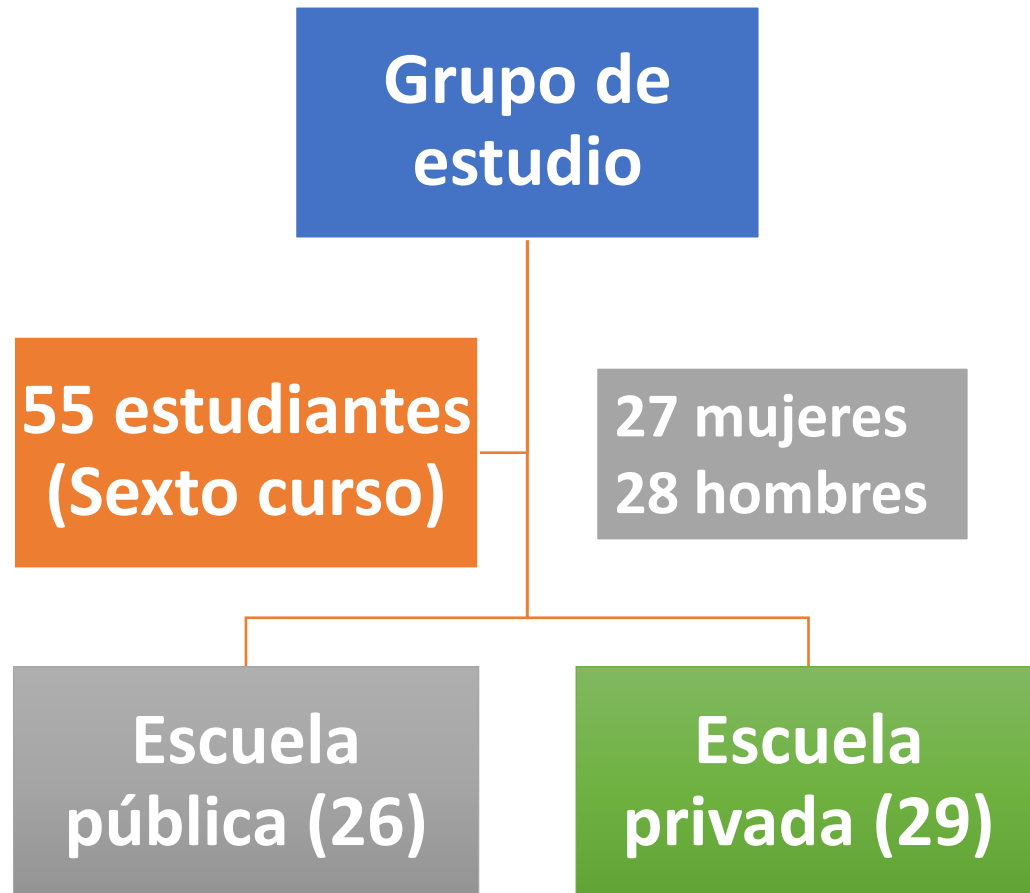 Grupo de
estudio
55 estudiantes
(Sexto curso)
27 mujeres
28 hombres
Escuela
pública (26)
Escuela
privada (29)